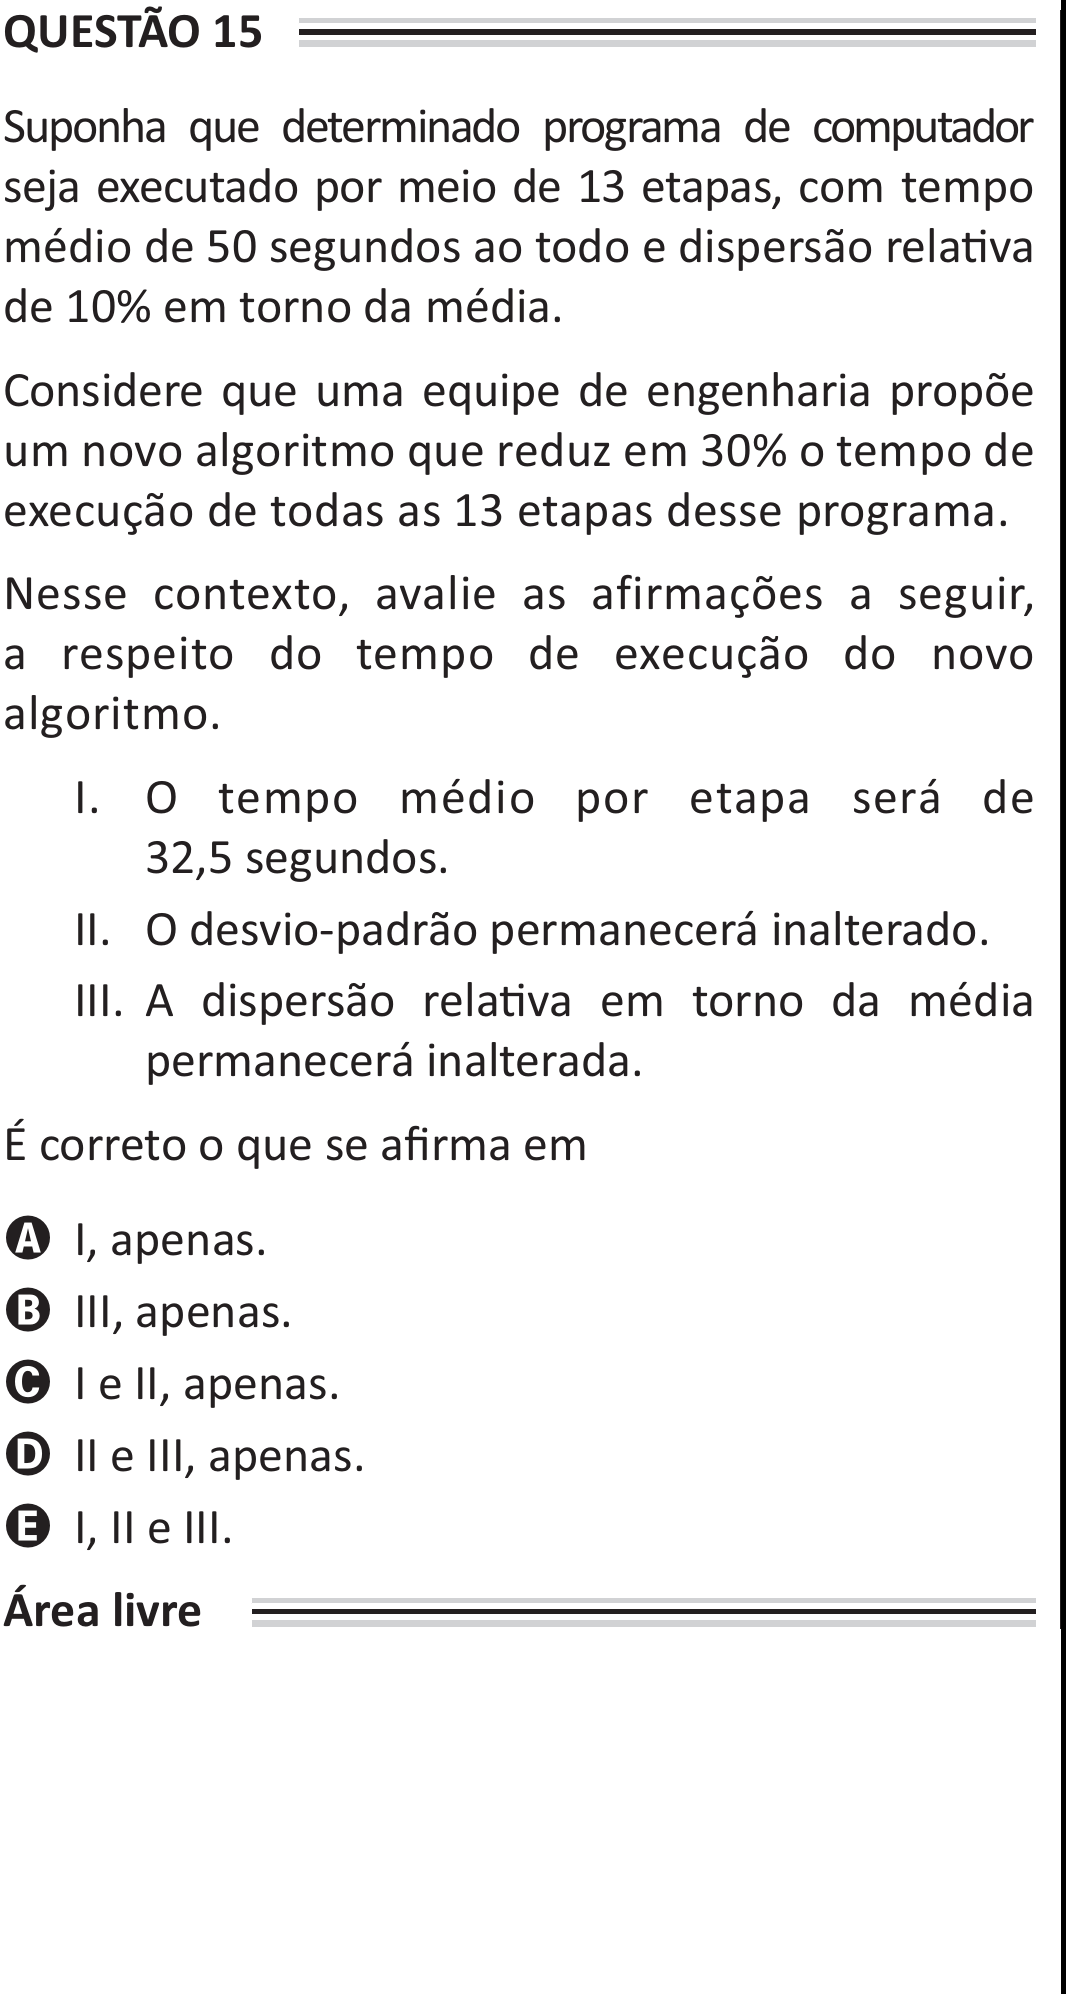 QUESTÃO 15
Suponha que determinado programa de computador
seja executado por meio de 13 etapas, com tempo
médio de 50 segundos ao todo e dispersão relativa
de 10% em torno da média.
Considere que uma equipe de engenharia propõe
um novo algoritmo que reduz em 30% o tempo de
execução de todas as 13 etapas desse programa.
Nesse contexto, avalie as afirmações a seguir,
a respeito do tempo de execução do novo
algoritmo.
I. O tempo médio por etapa será de
32,5 segundos.
II. O desvio-padrão permanecerá inalterado.
III. A dispersão relativa em torno da média
permanecerá inalterada.
É correto o que se afirma em
A I, apenas.
B III, apenas.
C I e II, apenas.
D II e III, apenas.
E I, II e III.
Área livre